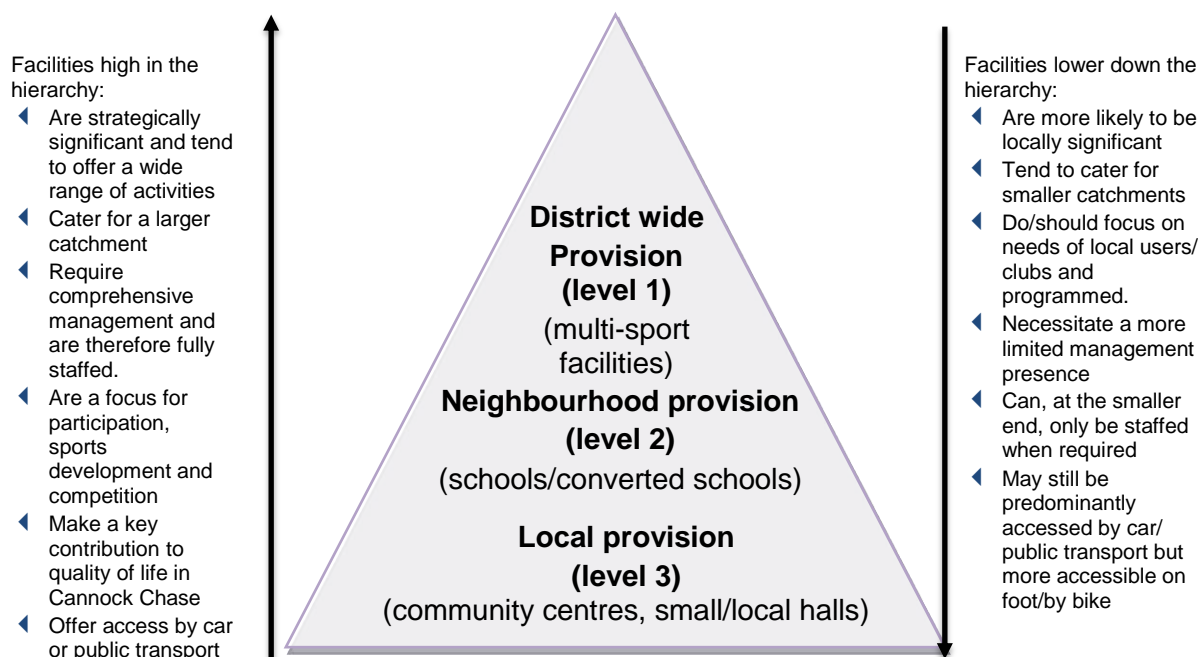 Facilities high in the
hierarchy:
Are strategically
significant and tend
to offer a wide
range of activities
Cater for a larger
catchment
Require
comprehensive
management and
are therefore fully
staffed.
Are a focus for
participation,
sports
development and
competition
Make a key
contribution to
quality of life in
Cannock Chase
Offer access by car
or public transport
District wide
Provision
(level 1)
(multi-sport
facilities)
Neighbourhood provision
(level 2)
(schools/converted schools)
Local provision
(level 3)
(community centres, small/local halls)
Facilities lower down the
hierarchy:
Are more likely to be
locally significant
Tend to cater for
smaller catchments
Do/should focus on
needs of local users/
clubs and
programmed.
Necessitate a more
limited management
presence
Can, at the smaller
end, only be staffed
when required
May still be
predominantly
accessed by car/
public transport but
more accessible on
foot/by bike